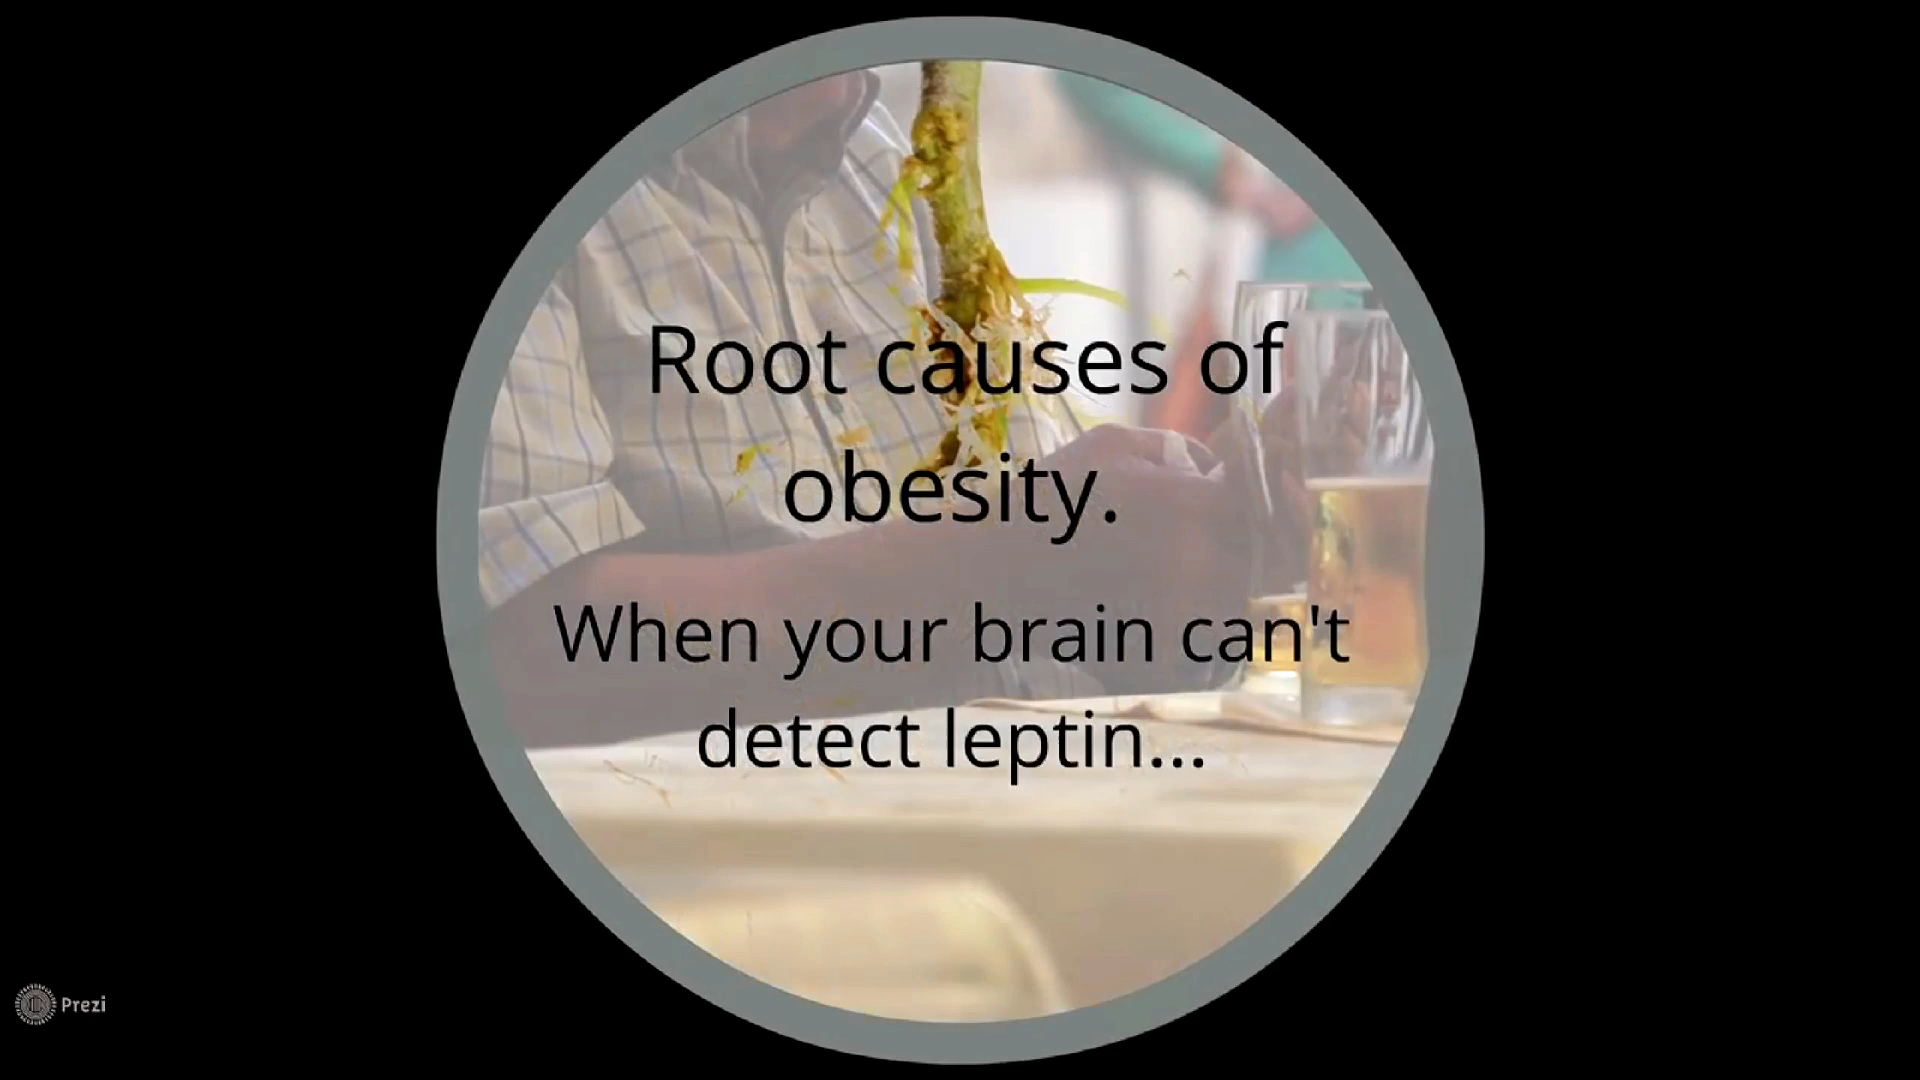 Root causes of
obesity.
When your brain can't
detect leptin...
Prezi